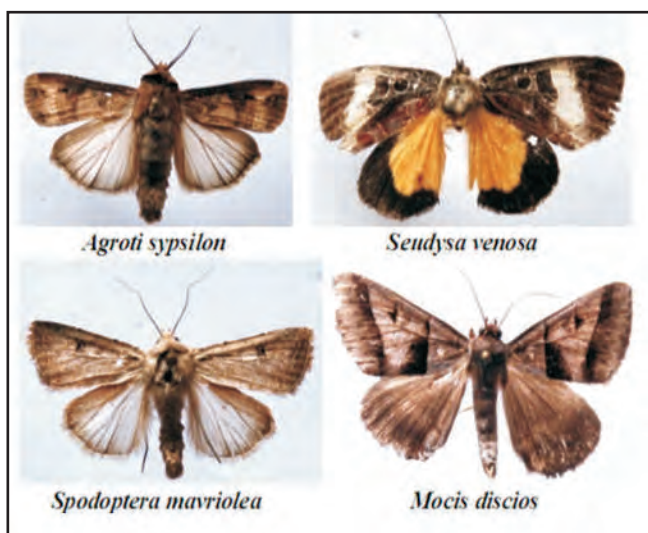 Agroti sypsilon
Seudysa venosa
Spodoptera mavriolea
Mocis discios